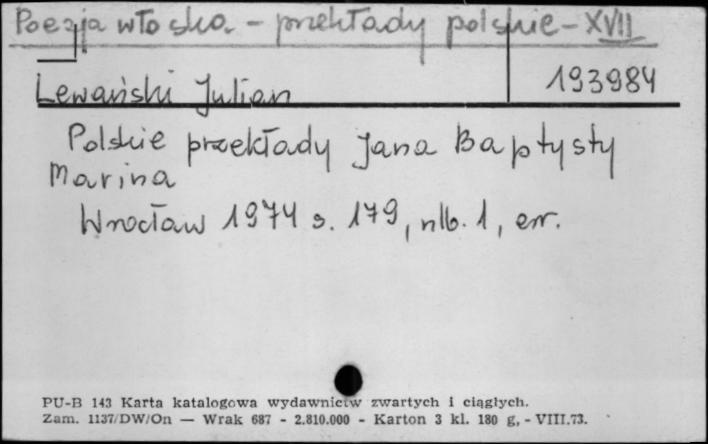 Poezja włoska - przekłady polskie - XVII
Lewański Julian 193984
Polskie przekłady Jana Baptysty
Marina
Wrocław 1974 s. 179, nlb. 1, err.
PU-B 143 Karta katalogowa wydawnictw zwartych i ciągłych.
Zam. 1137/DW/On — Wrak 687 - 2.810.000 - Karton 3 kl. 180 g, - VIII.73.